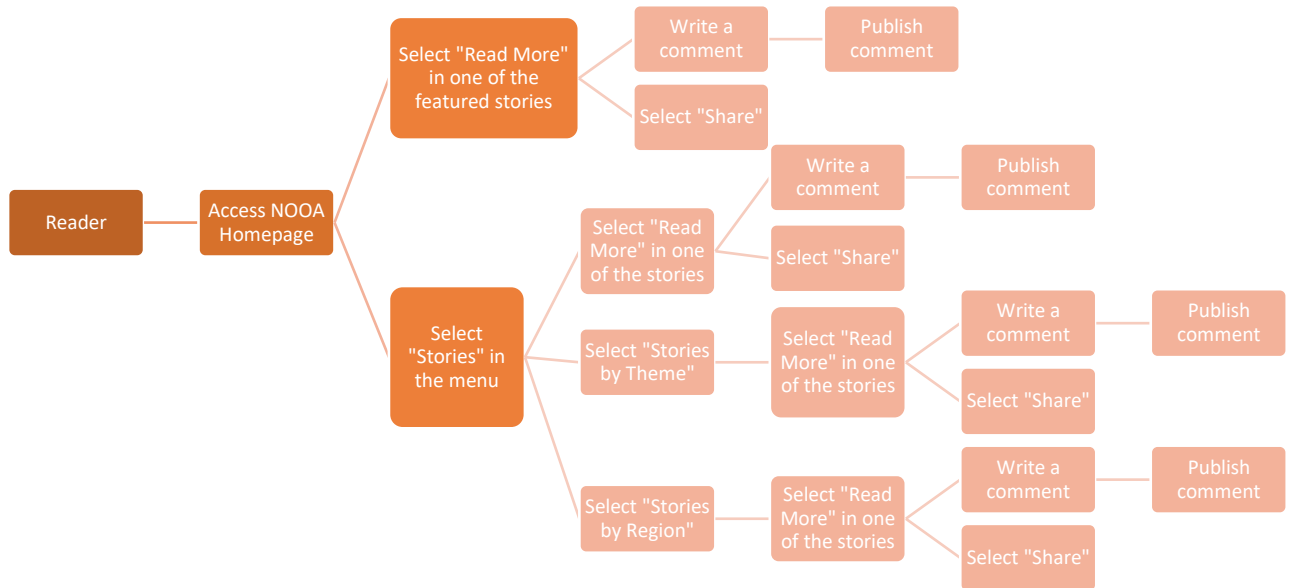 Reader
Access NOOA
Homepage
Select "Read More"
in one of the
featured stories
Write a
comment
Publish
comment
Select "Share"
Select
"Stories" in
the menu
Select "Read
More" in one
of the stories
Write a
comment
Publish
comment
Select "Share"
Select "Stories
by Theme"
Select "Read
More" in one
of the stories
Write a
comment
Publish
comment
Select "Share"
Select "Stories
by Region"
Select "Read
More" in one
of the stories
Write a
comment
Publish
comment
Select "Share"